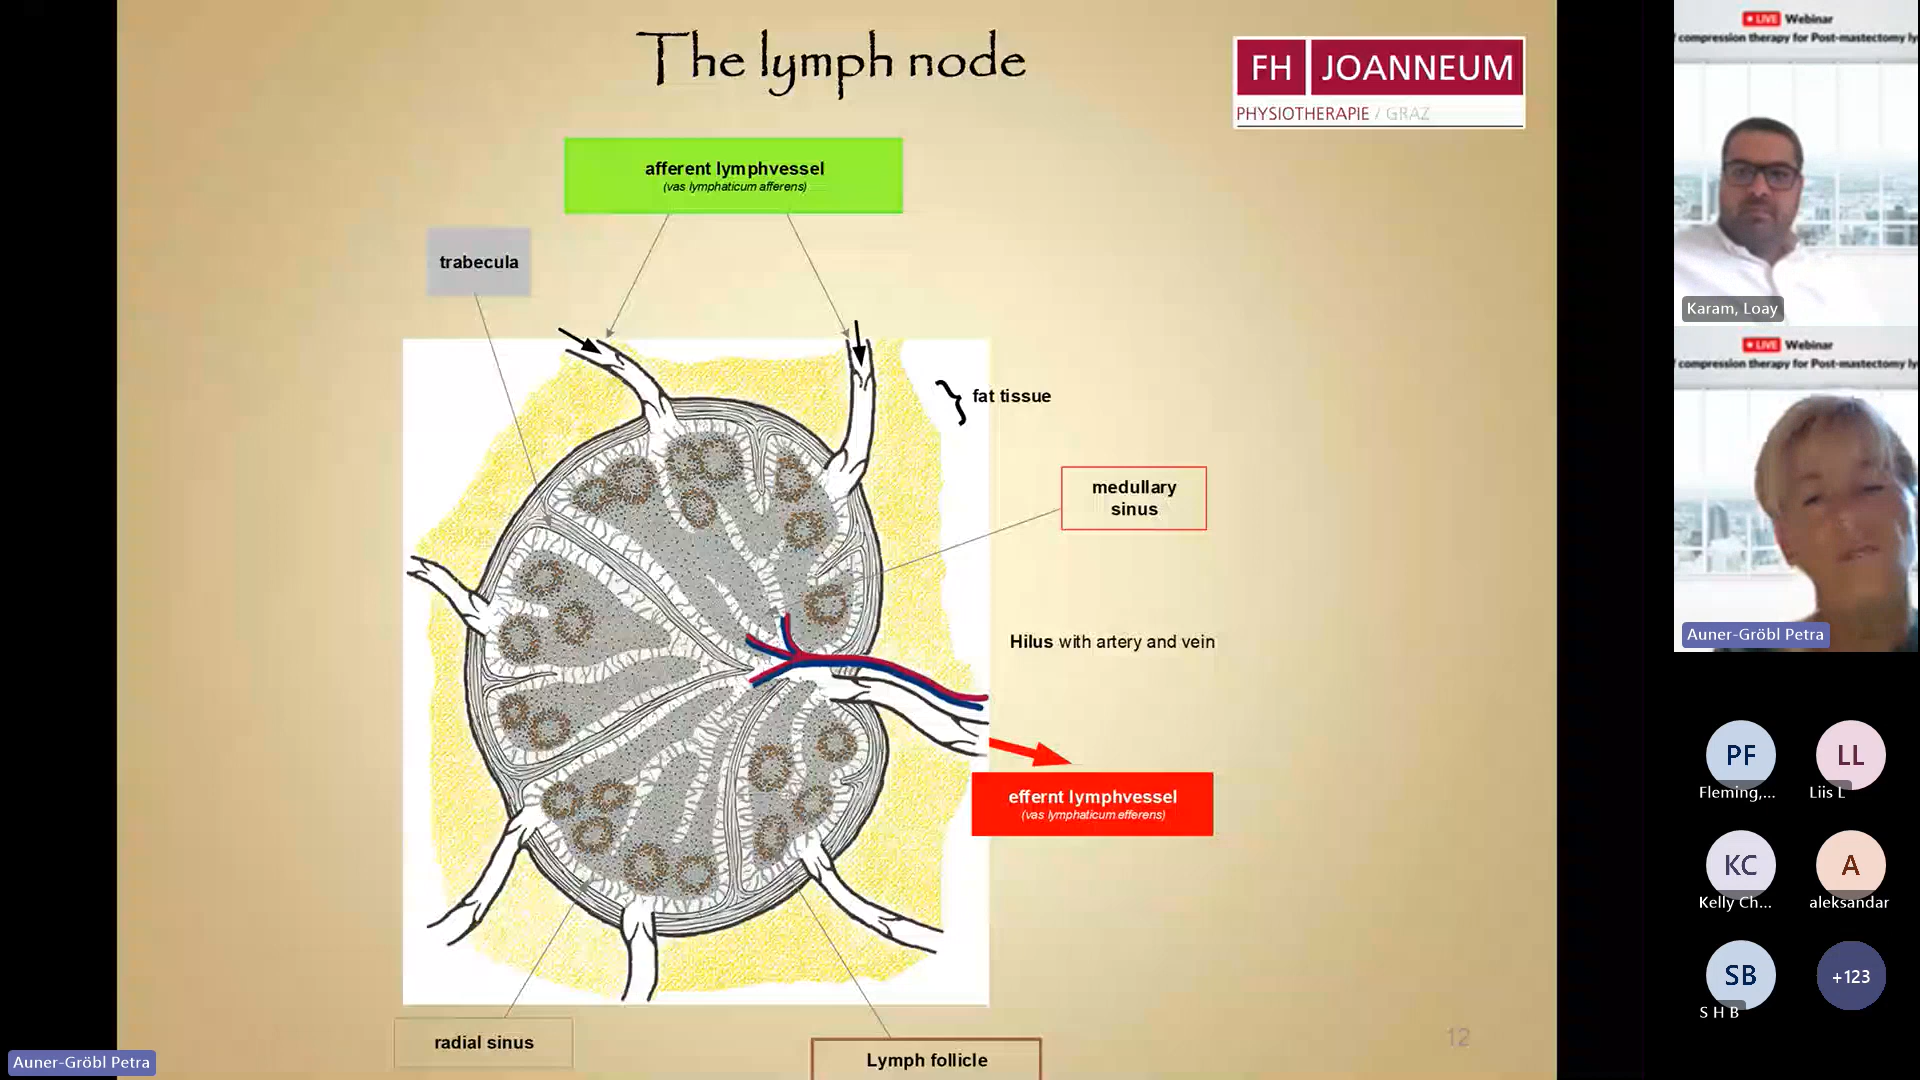 The lymph node
FH JOANNEUM
PHYSIOTHERAPIE / GRAZ
afferent lymphvessel
(vas lymphaticum afferens)
trabecula
fat tissue
medullary
sinus
Hilus with artery and vein
effernt lymphvessel
(vas lymphaticum efferens)
radial sinus
Lymph follicle
12
Auner-Gröbl Petra
LIVE Webinar
compression therapy for Post-mastectomy ly
Karam, Loay
LIVE Webinar
compression therapy for Post-mastectomy ly
Auner-Gröbl Petra
PF
LL
Fleming,...
Liis L
KC
A
Kelly Ch...
aleksandar
SB
+123
S H B